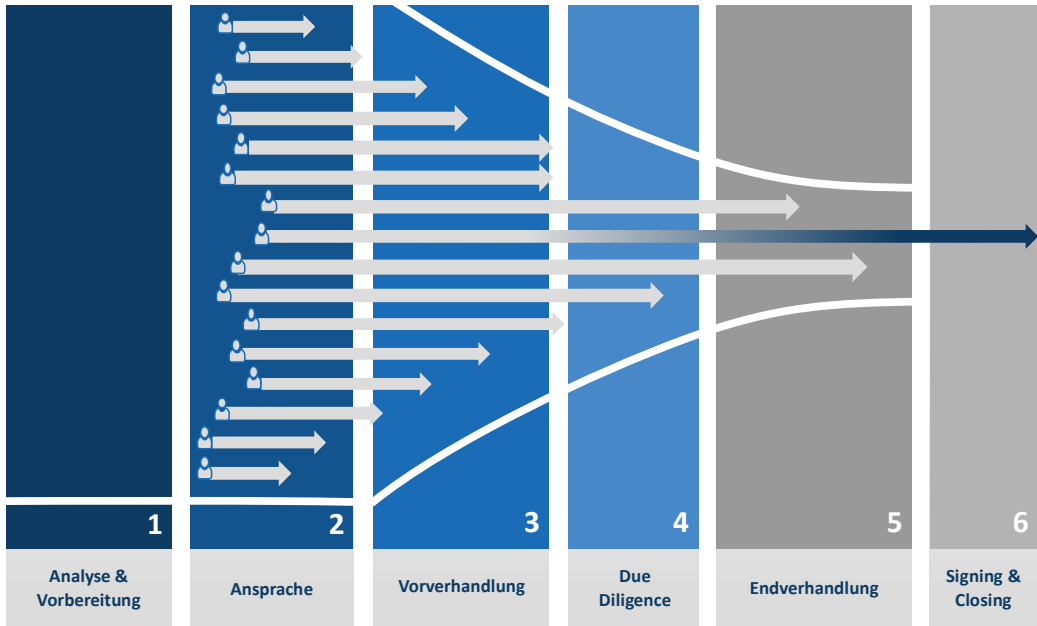 1
2
3
4
5
6
Analyse &
Vorbereitung
Ansprache
Vorverhandlung
Due
Diligence
Endverhandlung
Signing &
Closing